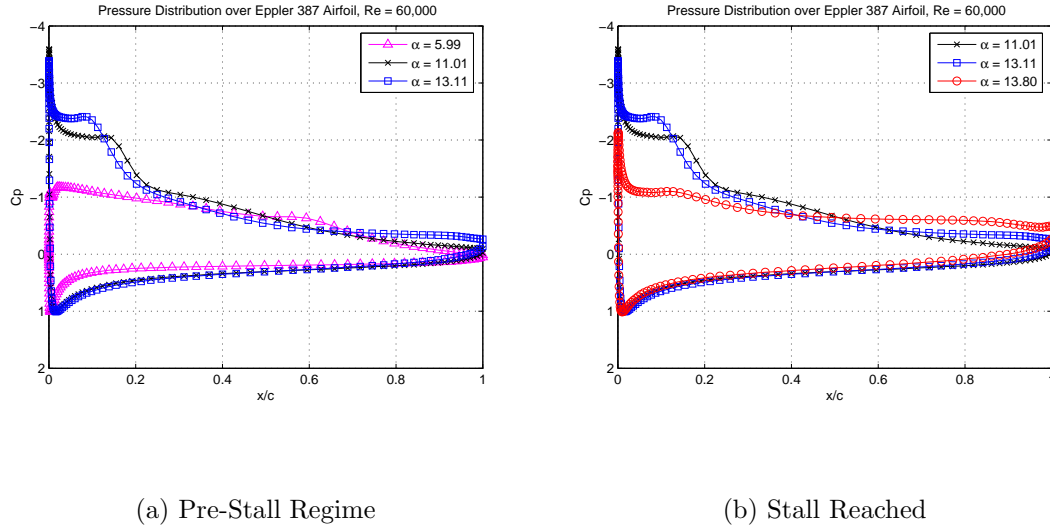 Pressure Distribution over Eppler 387 Airfoil, Re = 60,000
−4
−3
−2
−1
0
1
2
Cp
0
0.2
0.4
0.6
0.8
1
x/c
α = 5.99
α = 11.01
α = 13.11
(a) Pre-Stall Regime
Pressure Distribution over Eppler 387 Airfoil, Re = 60,000
−4
−3
−2
−1
0
1
2
Cp
0
0.2
0.4
0.6
0.8
1
x/c
α = 11.01
α = 13.11
α = 13.80
(b) Stall Reached